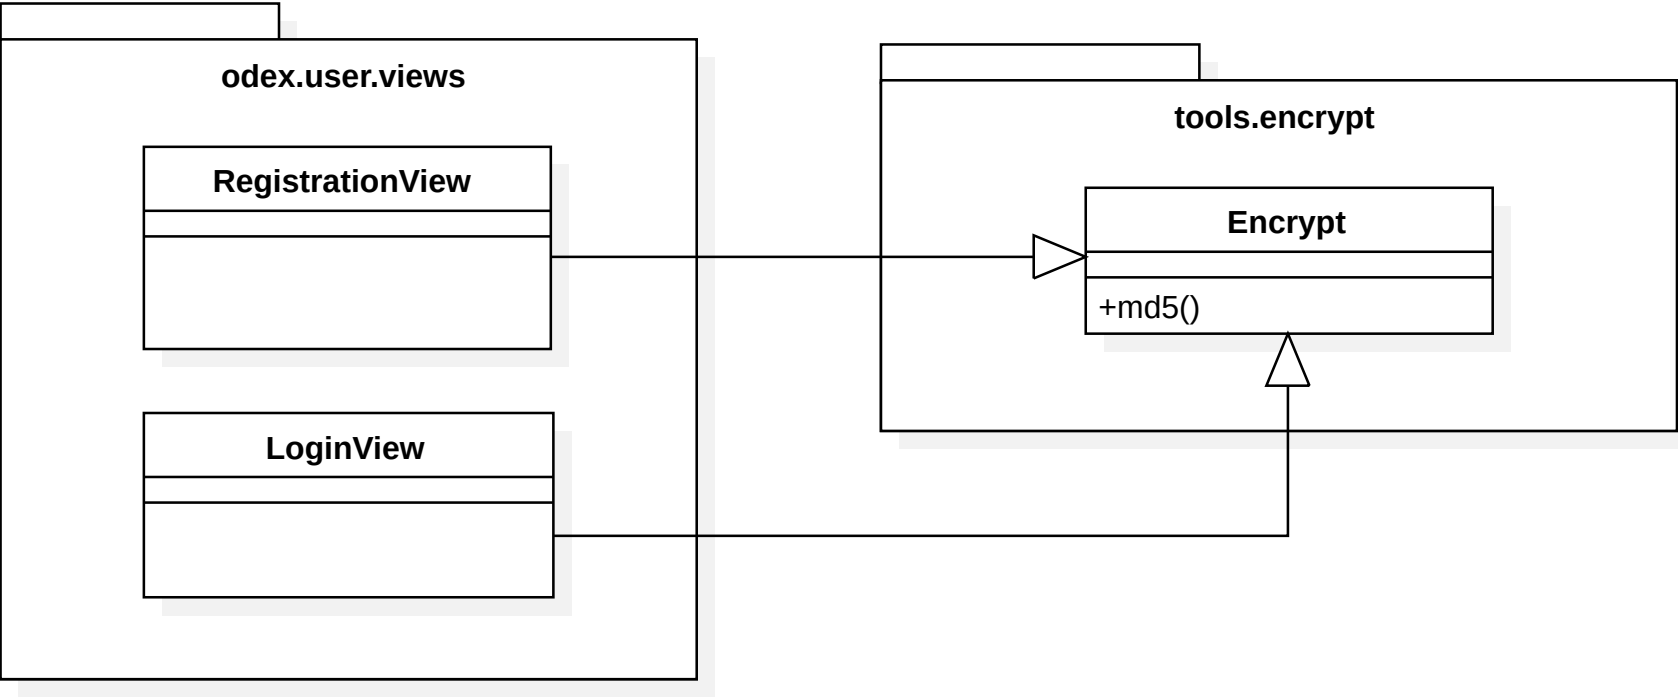 odex.user.views
RegistrationView
LoginView
tools.encrypt
Encrypt
+md5()